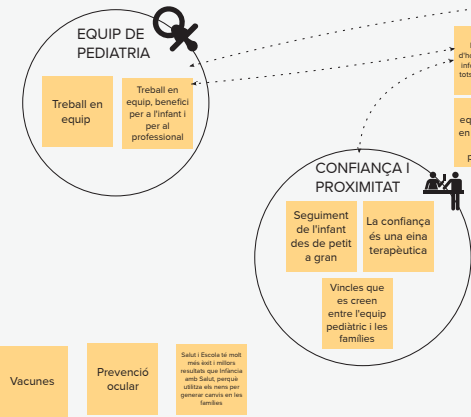 EQUIP DE
PEDIATRIA
Treball en
equip
Treball en
equip, benefici
per a l'infant i
per al
professional
CONFIANÇA I
PROXIMITAT
Seguiment
de l'infant
des de petit
a gran
La confiança
és una eina
terapèutica
Vincles que
es creen
entre l'equip
pediàtric i les
famílies
Vacunes
Prevenció
ocular
Salut i Escola té molt
més èxit i millors
resultats que Infància
amb Salut, perquè
utilitza els nens per
generar canvis en les
famílies